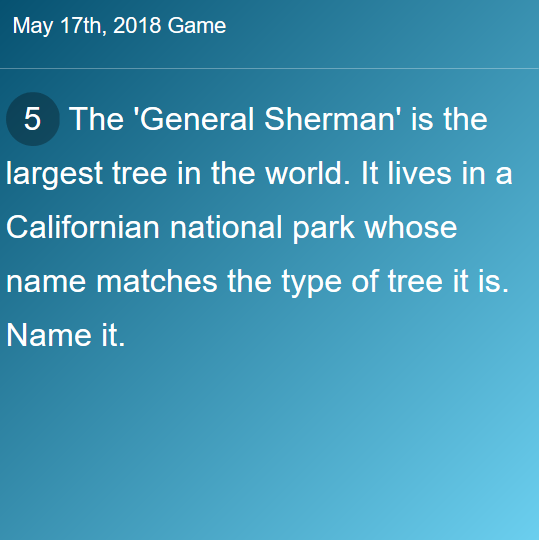 May 17th, 2018 Game
5 The 'General Sherman' is the
largest tree in the world. It lives in a
Californian national park whose
name matches the type of tree it is.
Name it.